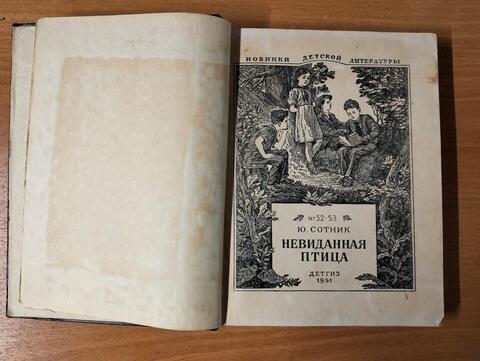 НОВИНКИ ДЕТСКОЙ ЛИТЕРАТУРЫ
№ 52-53
Ю. СОТНИК
НЕВИДАННАЯ
ПТИЦА
ДЕТГИЗ
1951